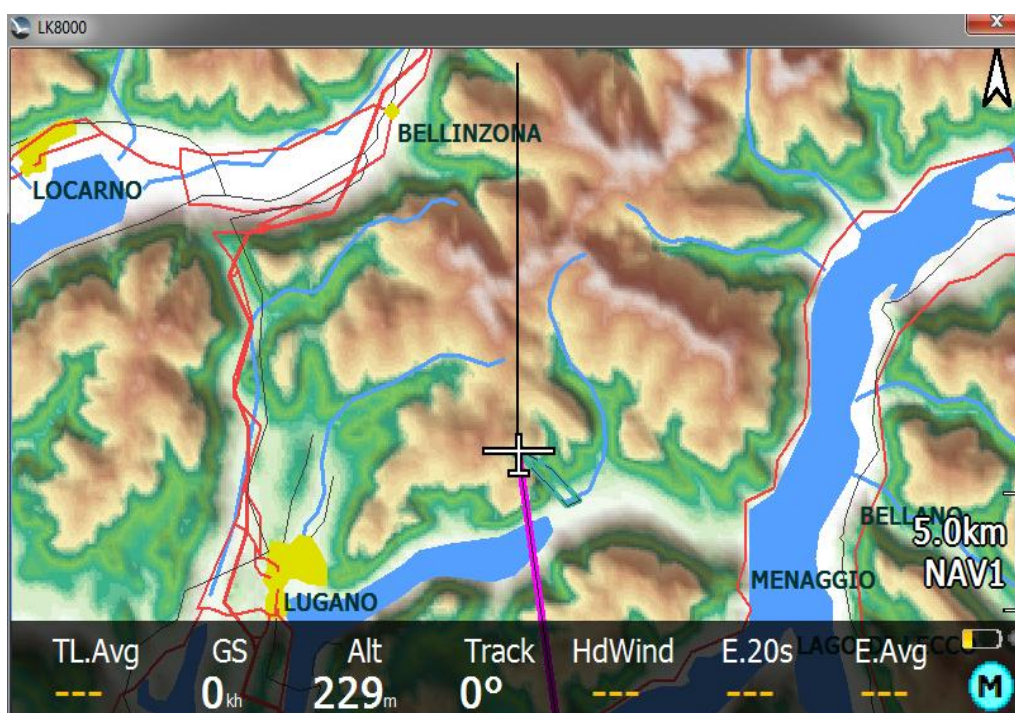 LK8000
x
BELLINZONA
LOCARNO
BELLANO
5.0km
MENAGGIO
NAV1
LUGANO
LAGO DI LECCO
TL.Avg GS Alt Track HdWind E.20s E.Avg
--- 0kh 229m 0° --- --- ---
M